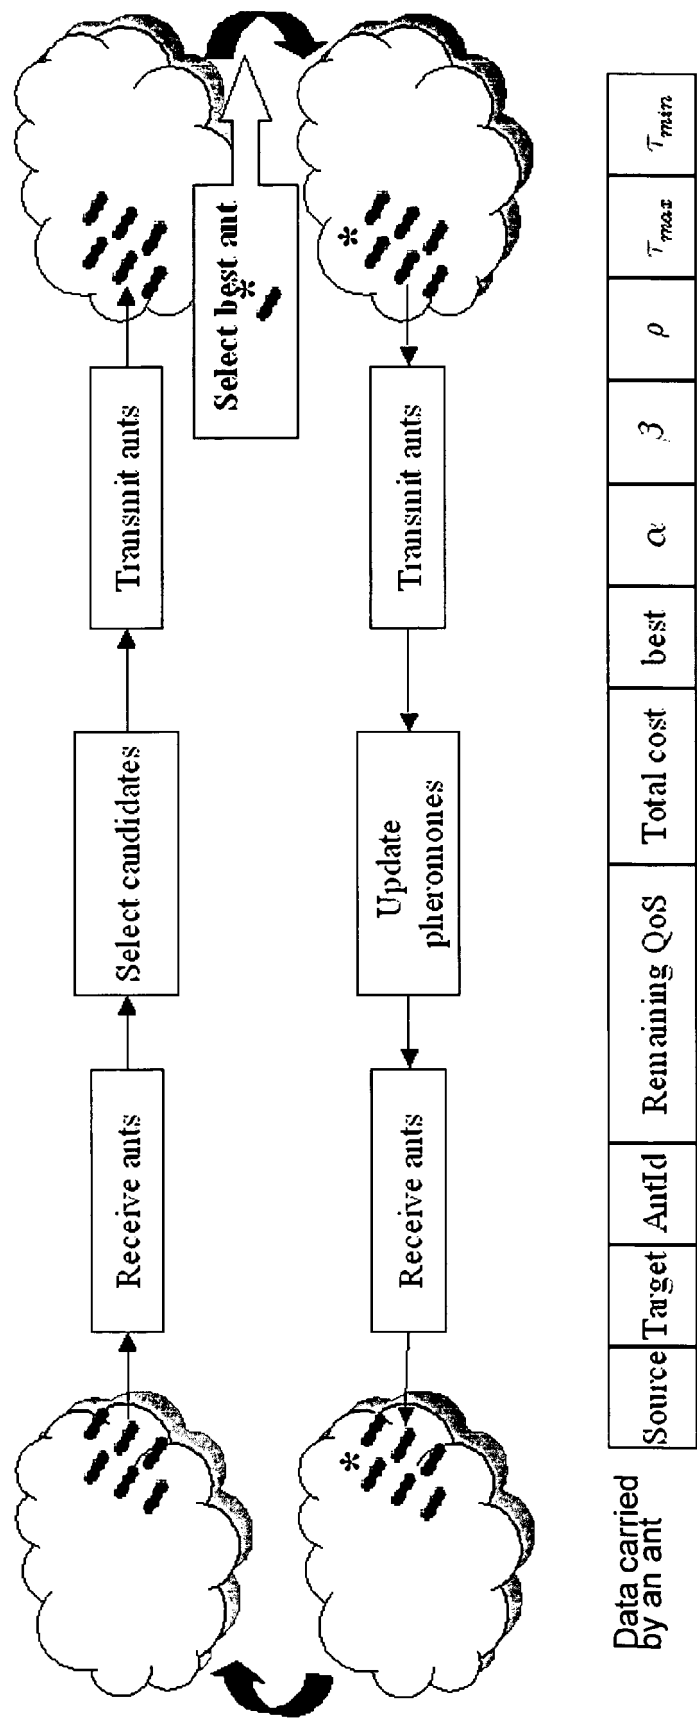 Receive ants
Select candidates
Transmit ants
Select best ant
*
*
Transmit ants
Update
pheromones
Receive ants
*
Data carried
by an ant
Source
Target
AntId
Remaining QoS
Total cost
best
α
β
ρ
τmax
τmin